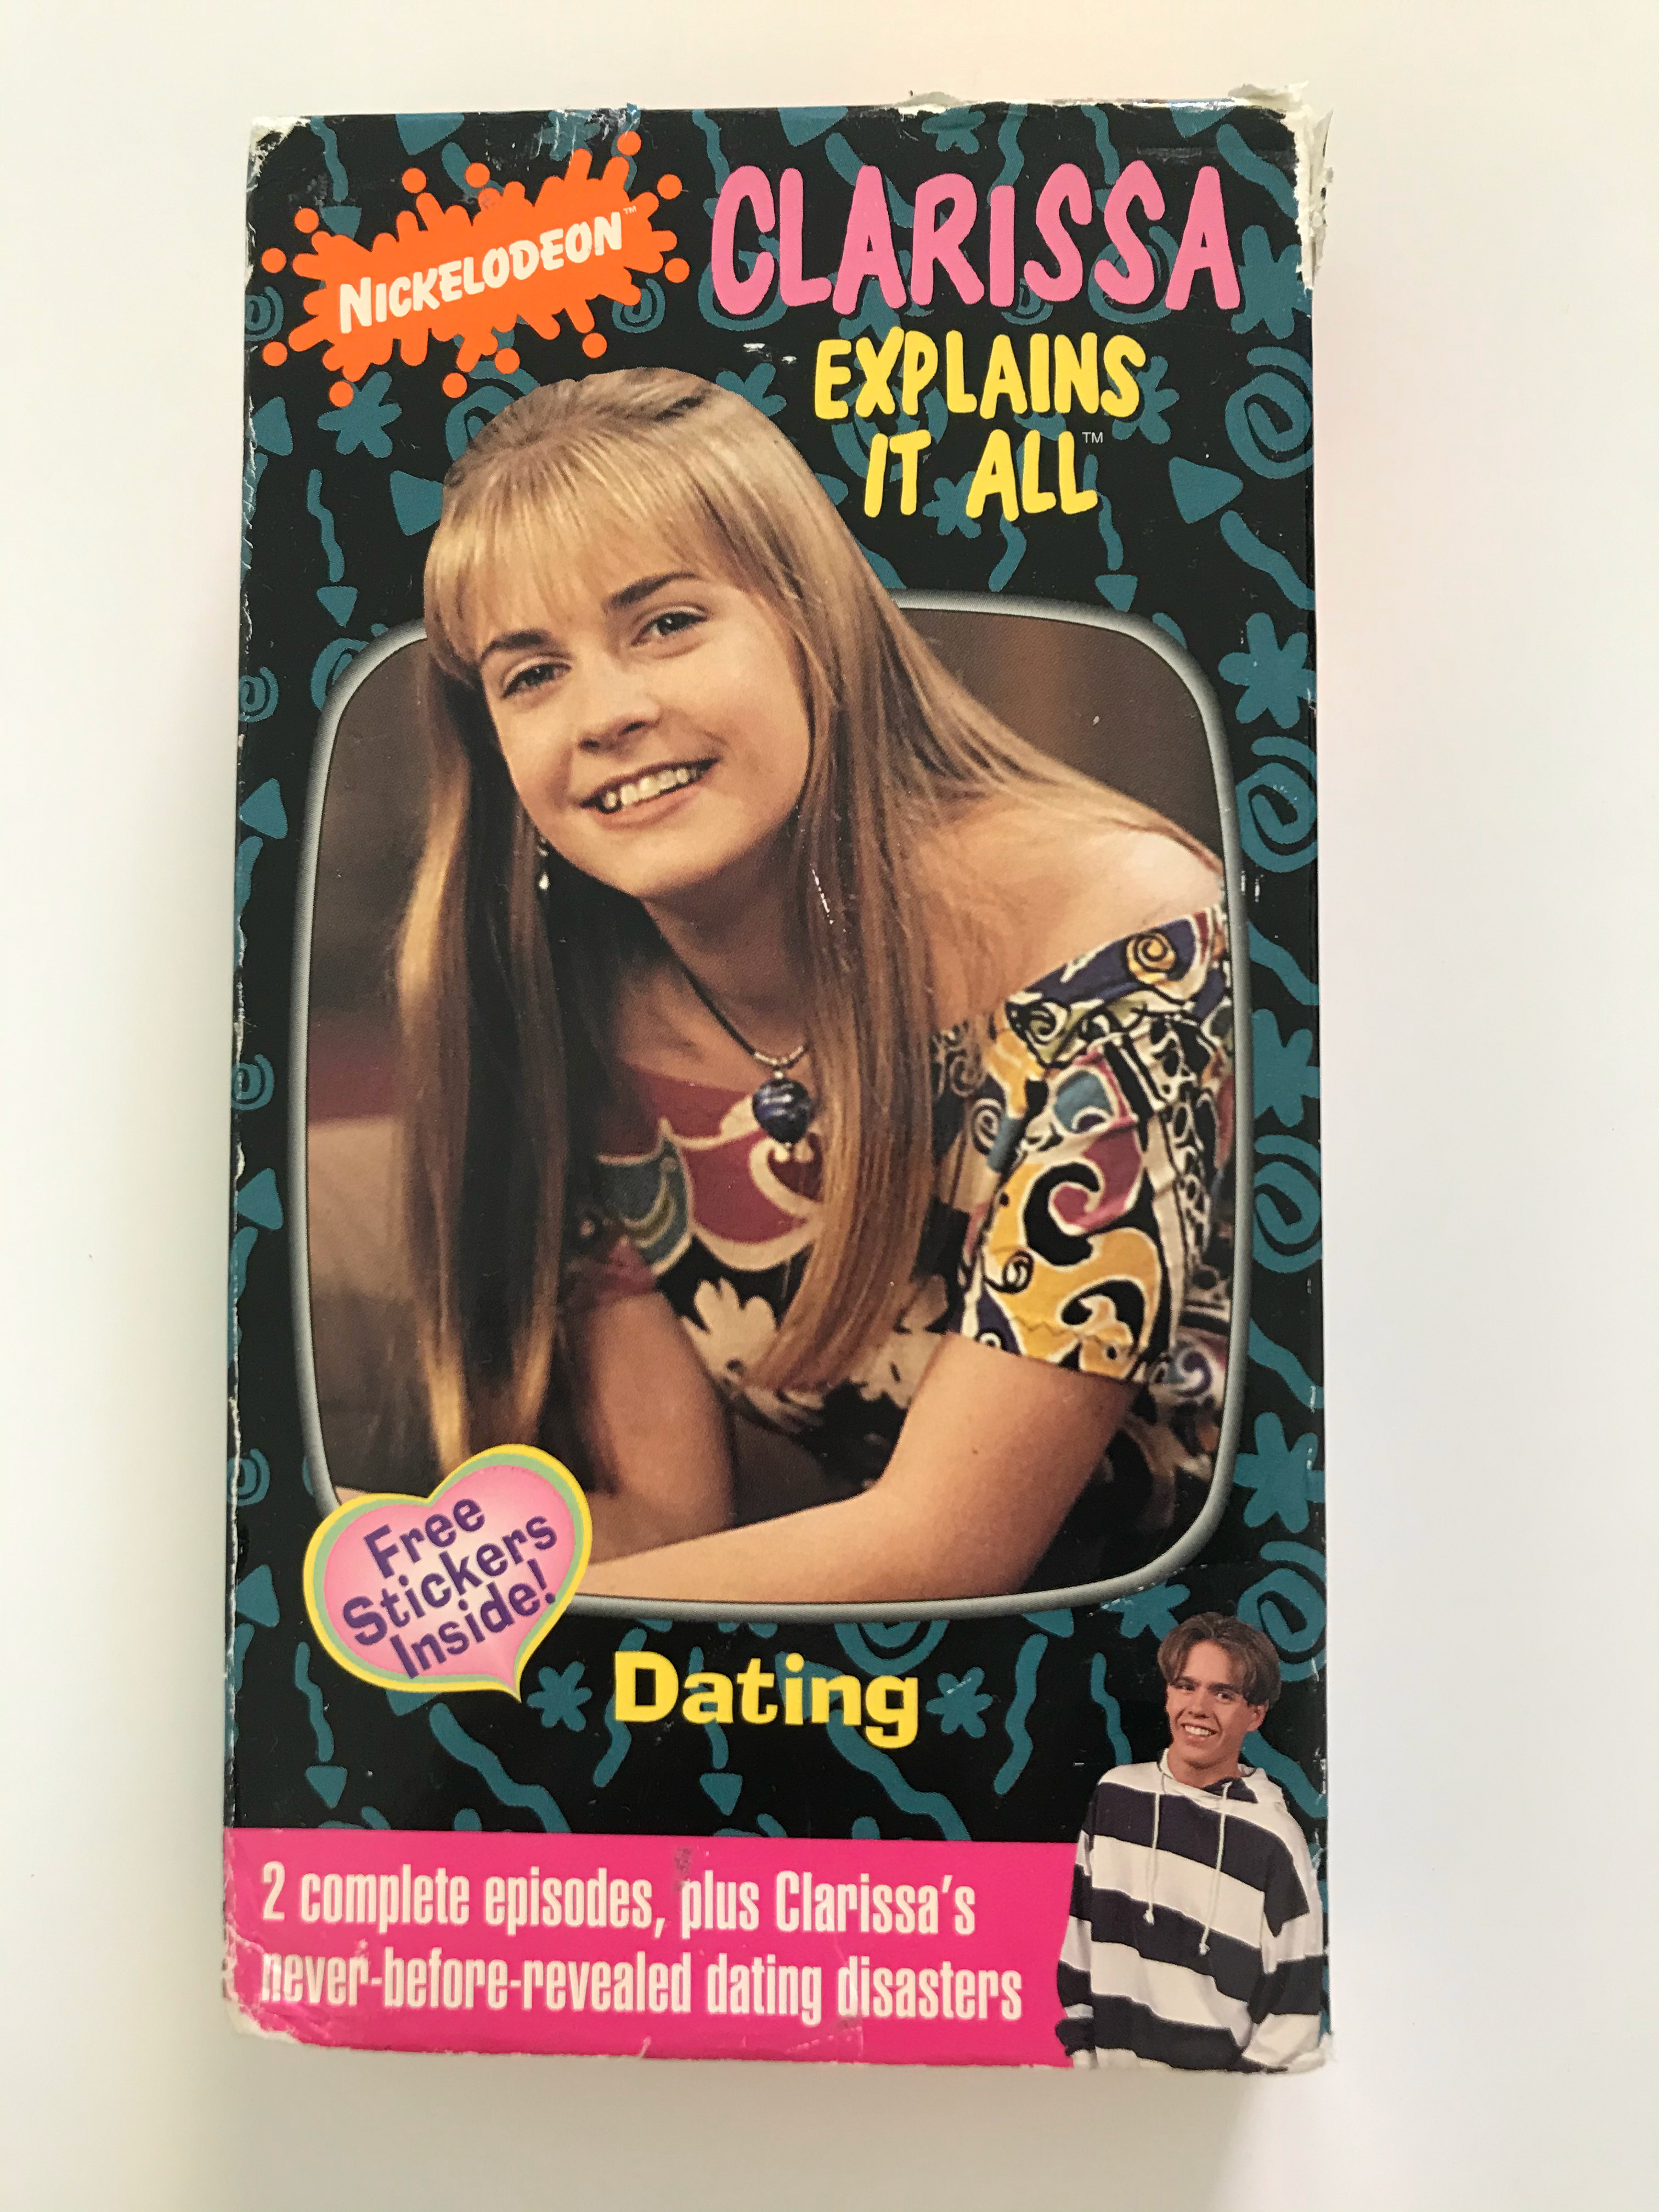 NICKELODEON™
CLARISSA
EXPLAINS
IT ALL™
Free
Stickers
Inside!
Dating
2 complete episodes, plus Clarissa's
never-before-revealed dating disasters